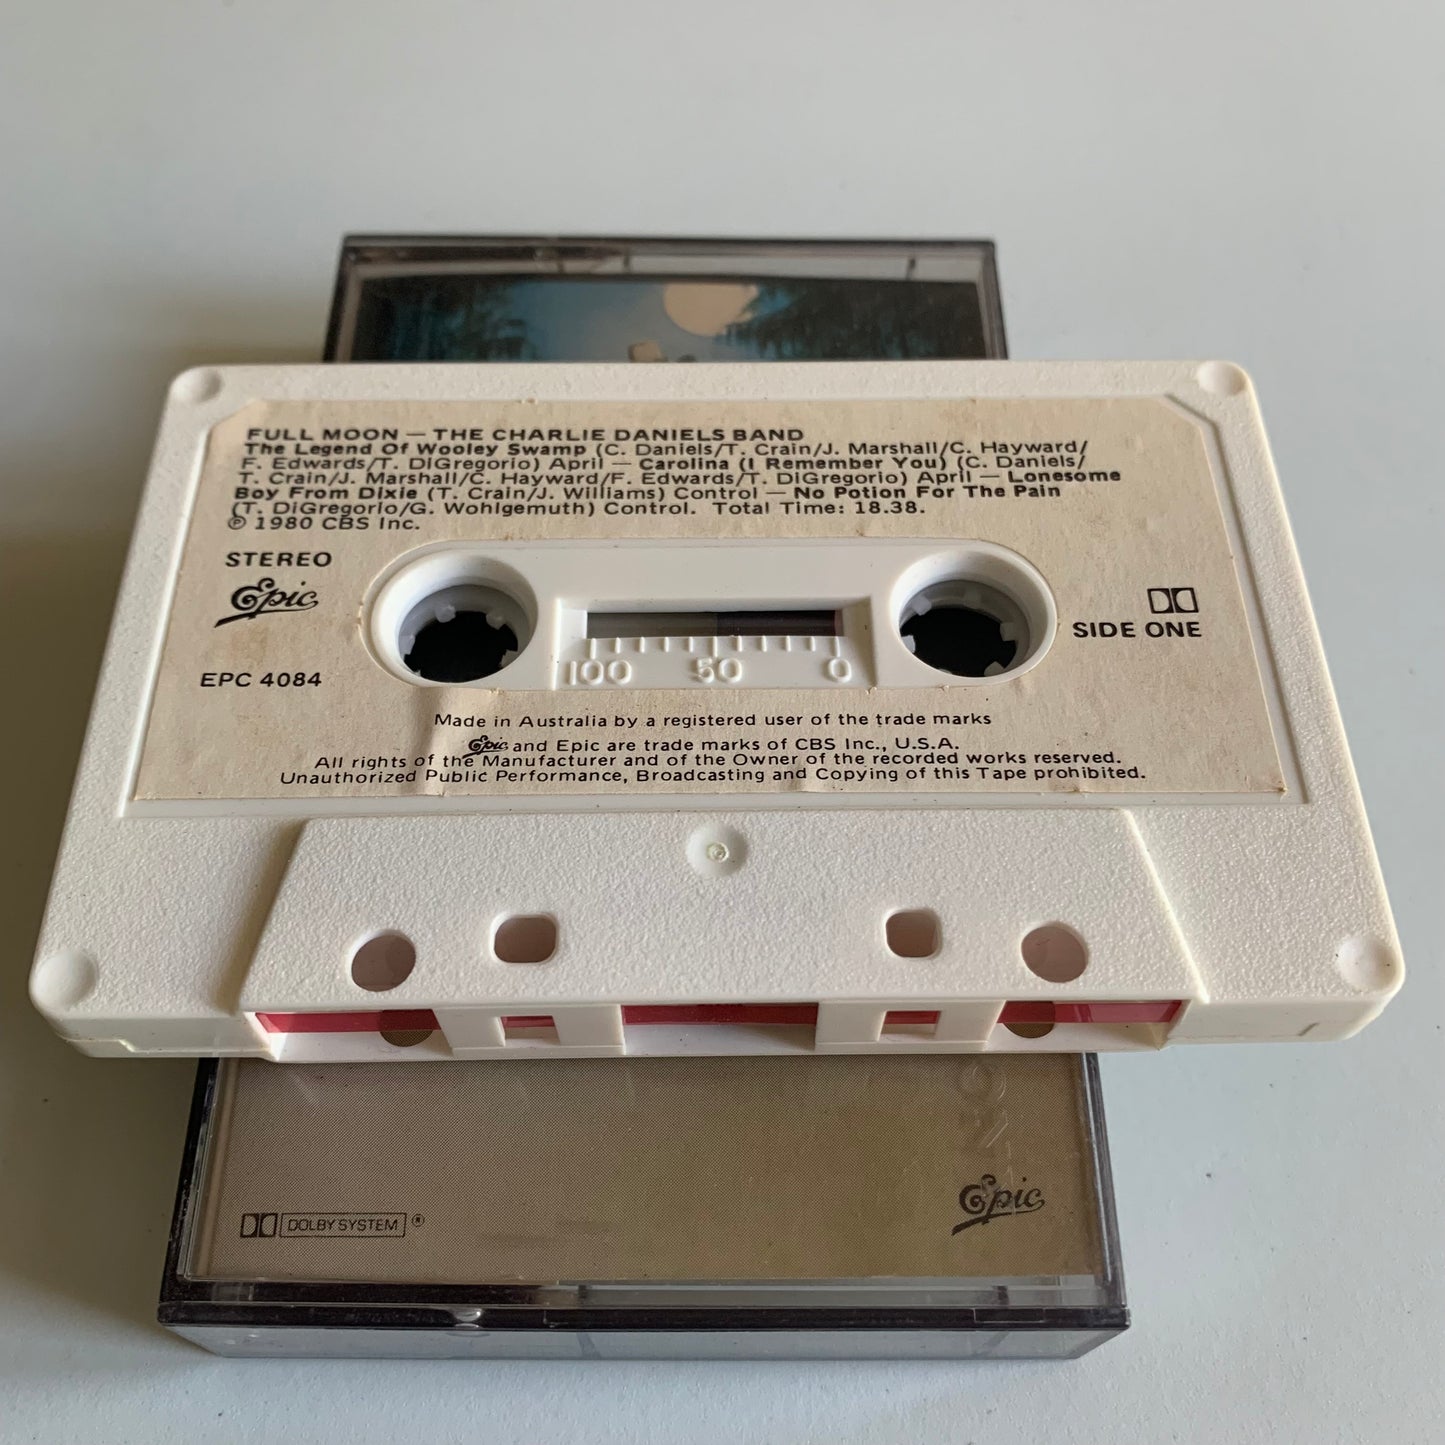 FULL MOON — THE CHARLIE DANIELS BAND
The Legend Of Wooley Swamp (C. Daniels/T. Crain/J. Marshall/C. Hayward/
F. Edwards/T. DiGregorio) April — Carolina (I Remember You) (C. Daniels/
T. Crain/J. Marshall/C. Hayward/F. Edwards/T. DiGregorio) April — Lonesome
Boy From Dixie (T. Crain/J. Williams) Control — No Potion For The Pain
(T. DiGregorio/G. Wohlgemuth) Control. Total Time: 18.38.
℗ 1980 CBS Inc.
STEREO
Epic
SIDE ONE
EPC 4084
100 50 0
Made in Australia by a registered user of the trade marks
Epic and Epic are trade marks of CBS Inc., U.S.A.
All rights of the Manufacturer and of the Owner of the recorded works reserved.
Unauthorized Public Performance, Broadcasting and Copying of this Tape prohibited.
Epic
DOLBY SYSTEM ®